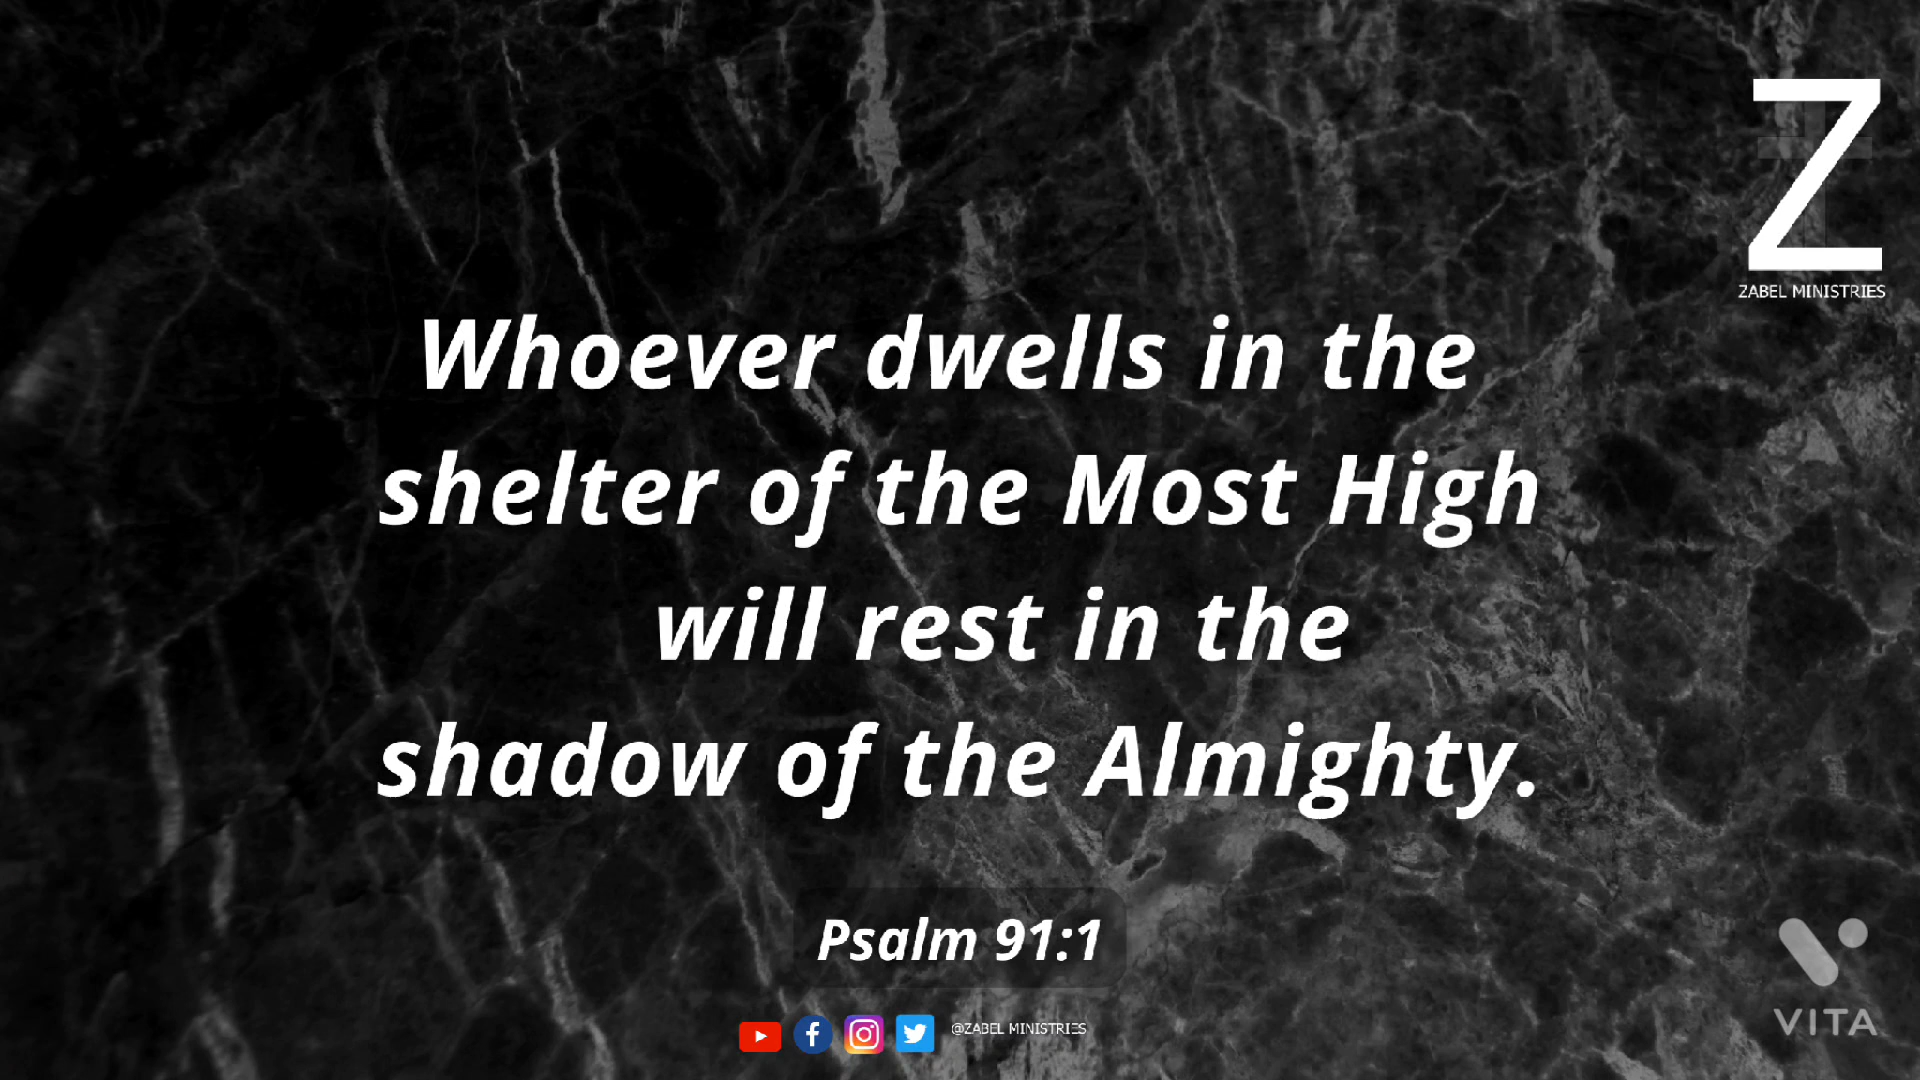 Z
ZABEL MINISTRIES
Whoever dwells in the
shelter of the Most High
will rest in the
shadow of the Almighty.
Psalm 91:1
@ZABEL MINISTRIES
VITA